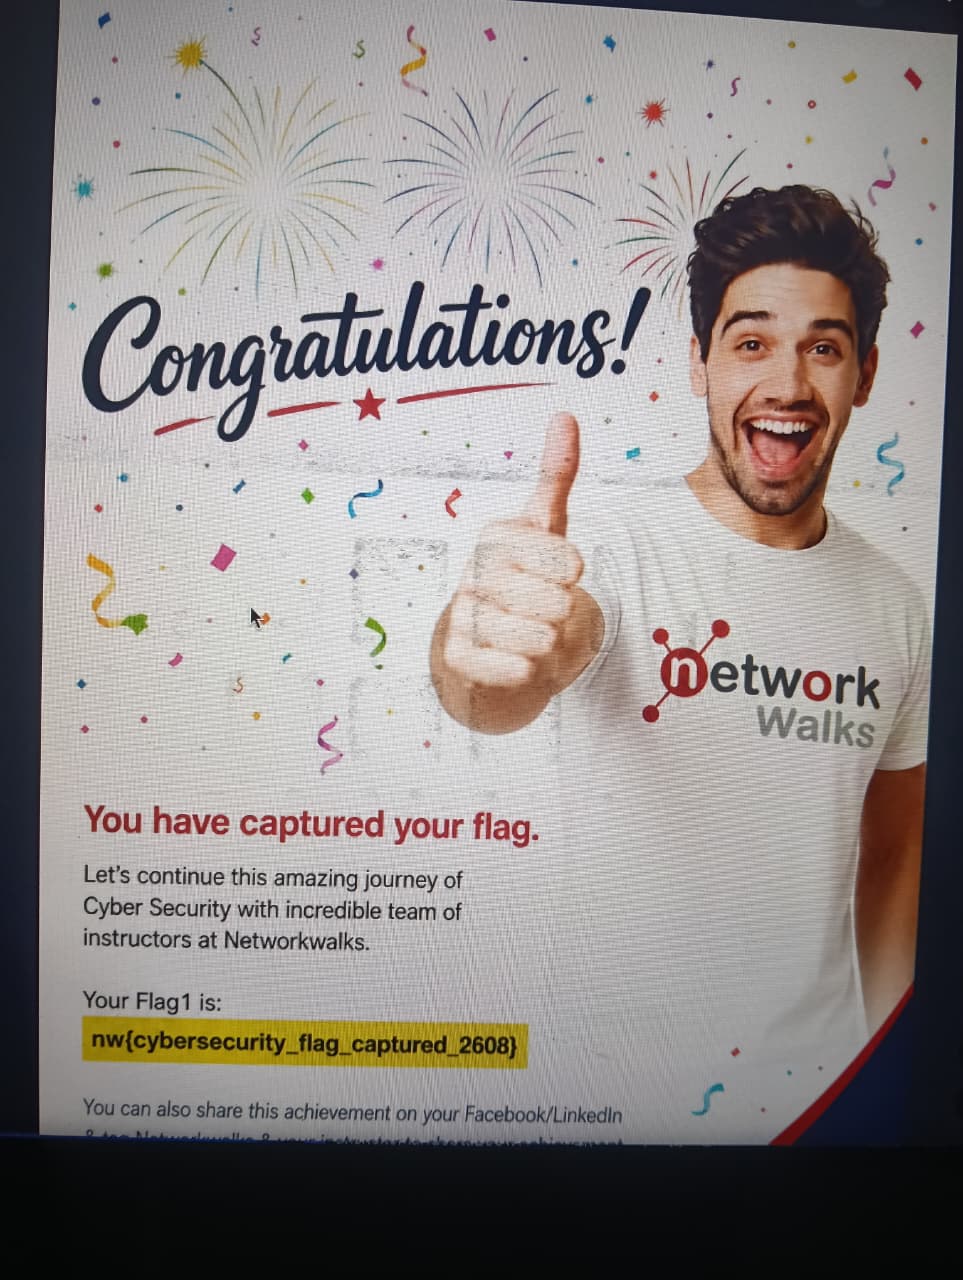 Congratulations!
network
Walks
You have captured your flag.
Let's continue this amazing journey of
Cyber Security with incredible team of
instructors at Networkwalks.
Your Flag1 is:
nw{cybersecurity_flag_captured_2608}
You can also share this achievement on your Facebook/LinkedIn